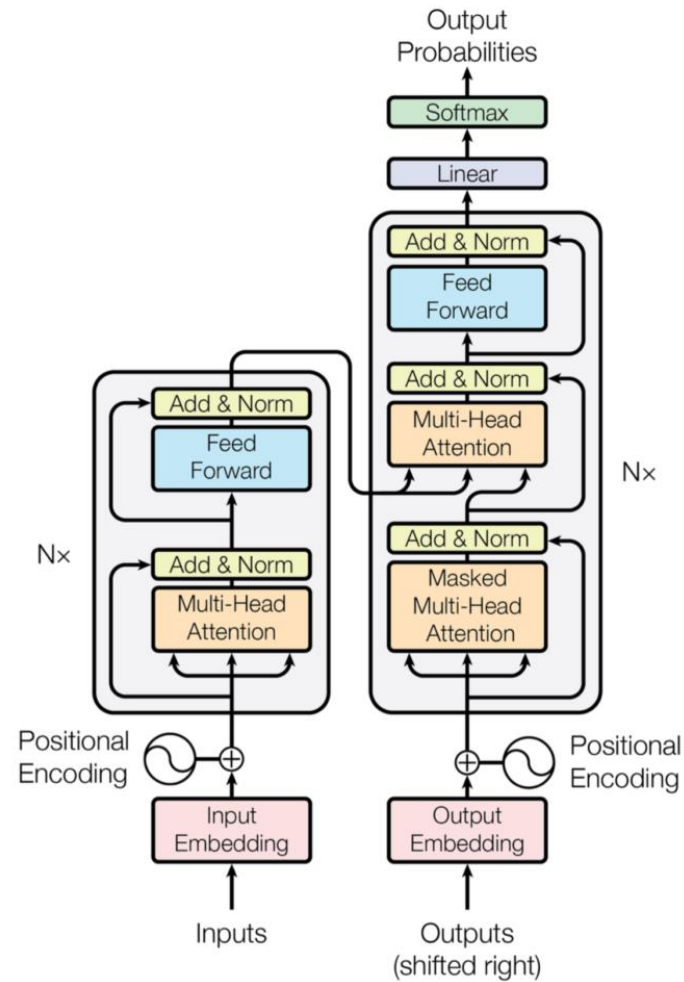 Output
Probabilities
Softmax
Linear
Add & Norm
Feed
Forward
Add & Norm
Multi-Head
Attention
Add & Norm
Masked
Multi-Head
Attention
Nx
Add & Norm
Feed
Forward
Add & Norm
Multi-Head
Attention
N×
Positional
Encoding
Positional
Encoding
Input
Embedding
Output
Embedding
Inputs
Outputs
(shifted right)